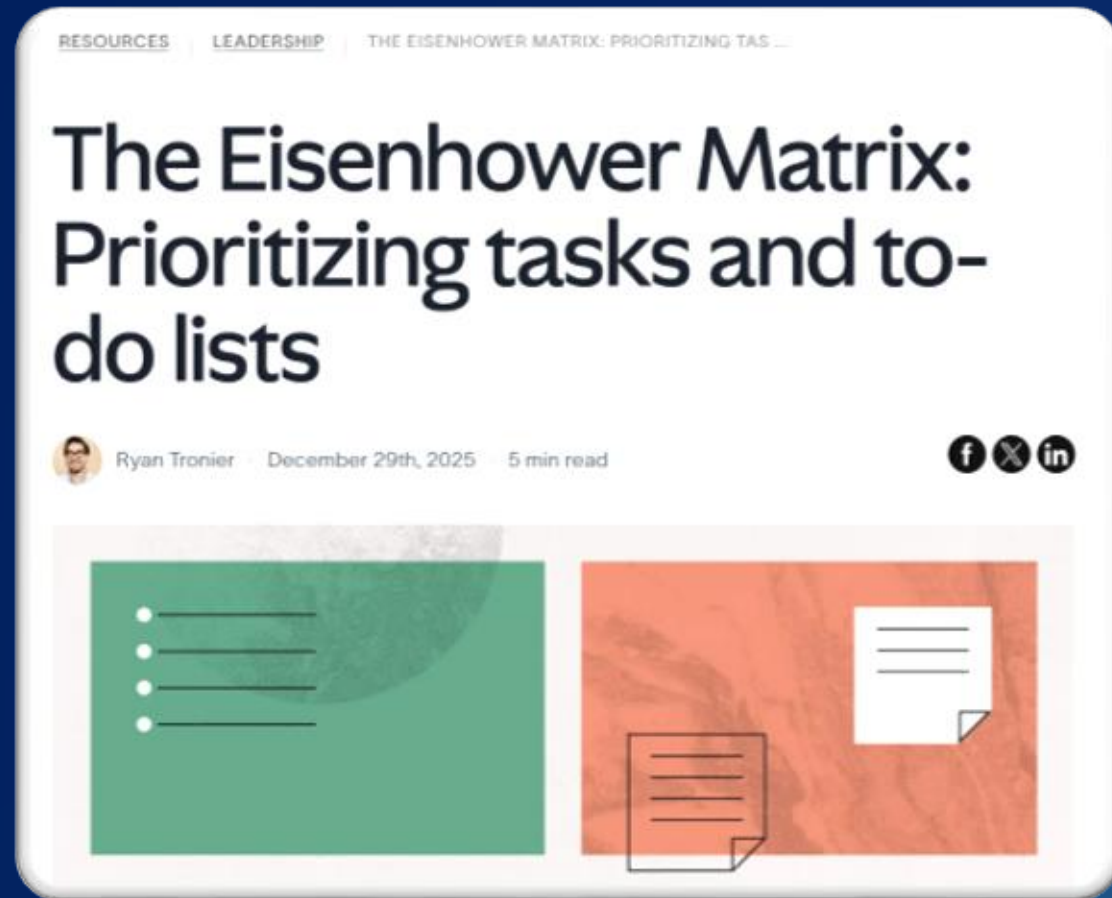 RESOURCES LEADERSHIP THE EISENHOWER MATRIX: PRIORITIZING TAS ...
The Eisenhower Matrix:
Prioritizing tasks and to-
do lists
Ryan Tronier December 29th, 2025 5 min read
f X in